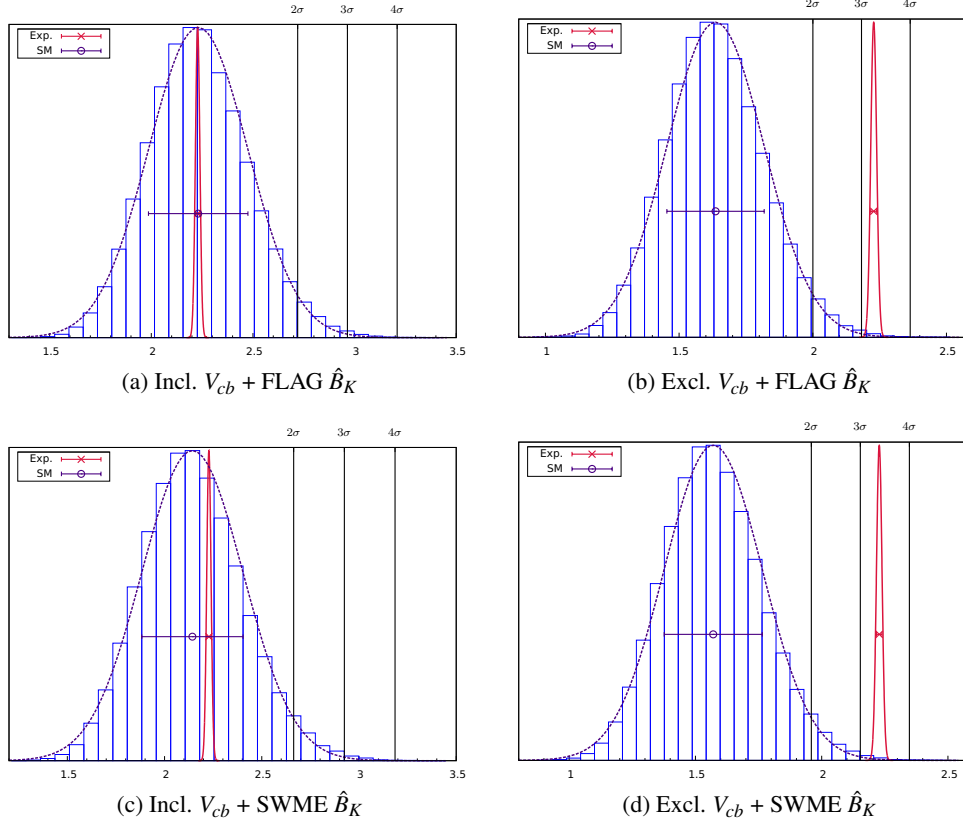 2σ 3σ 4σ
Exp.
SM
1.5 2 2.5 3 3.5
(a) Incl. V_cb + FLAG B̂_K
2σ 3σ 4σ
Exp.
SM
1 1.5 2 2.5
(b) Excl. V_cb + FLAG B̂_K
2σ 3σ 4σ
Exp.
SM
1.5 2 2.5 3 3.5
(c) Incl. V_cb + SWME B̂_K
2σ 3σ 4σ
Exp.
SM
1 1.5 2 2.5
(d) Excl. V_cb + SWME B̂_K